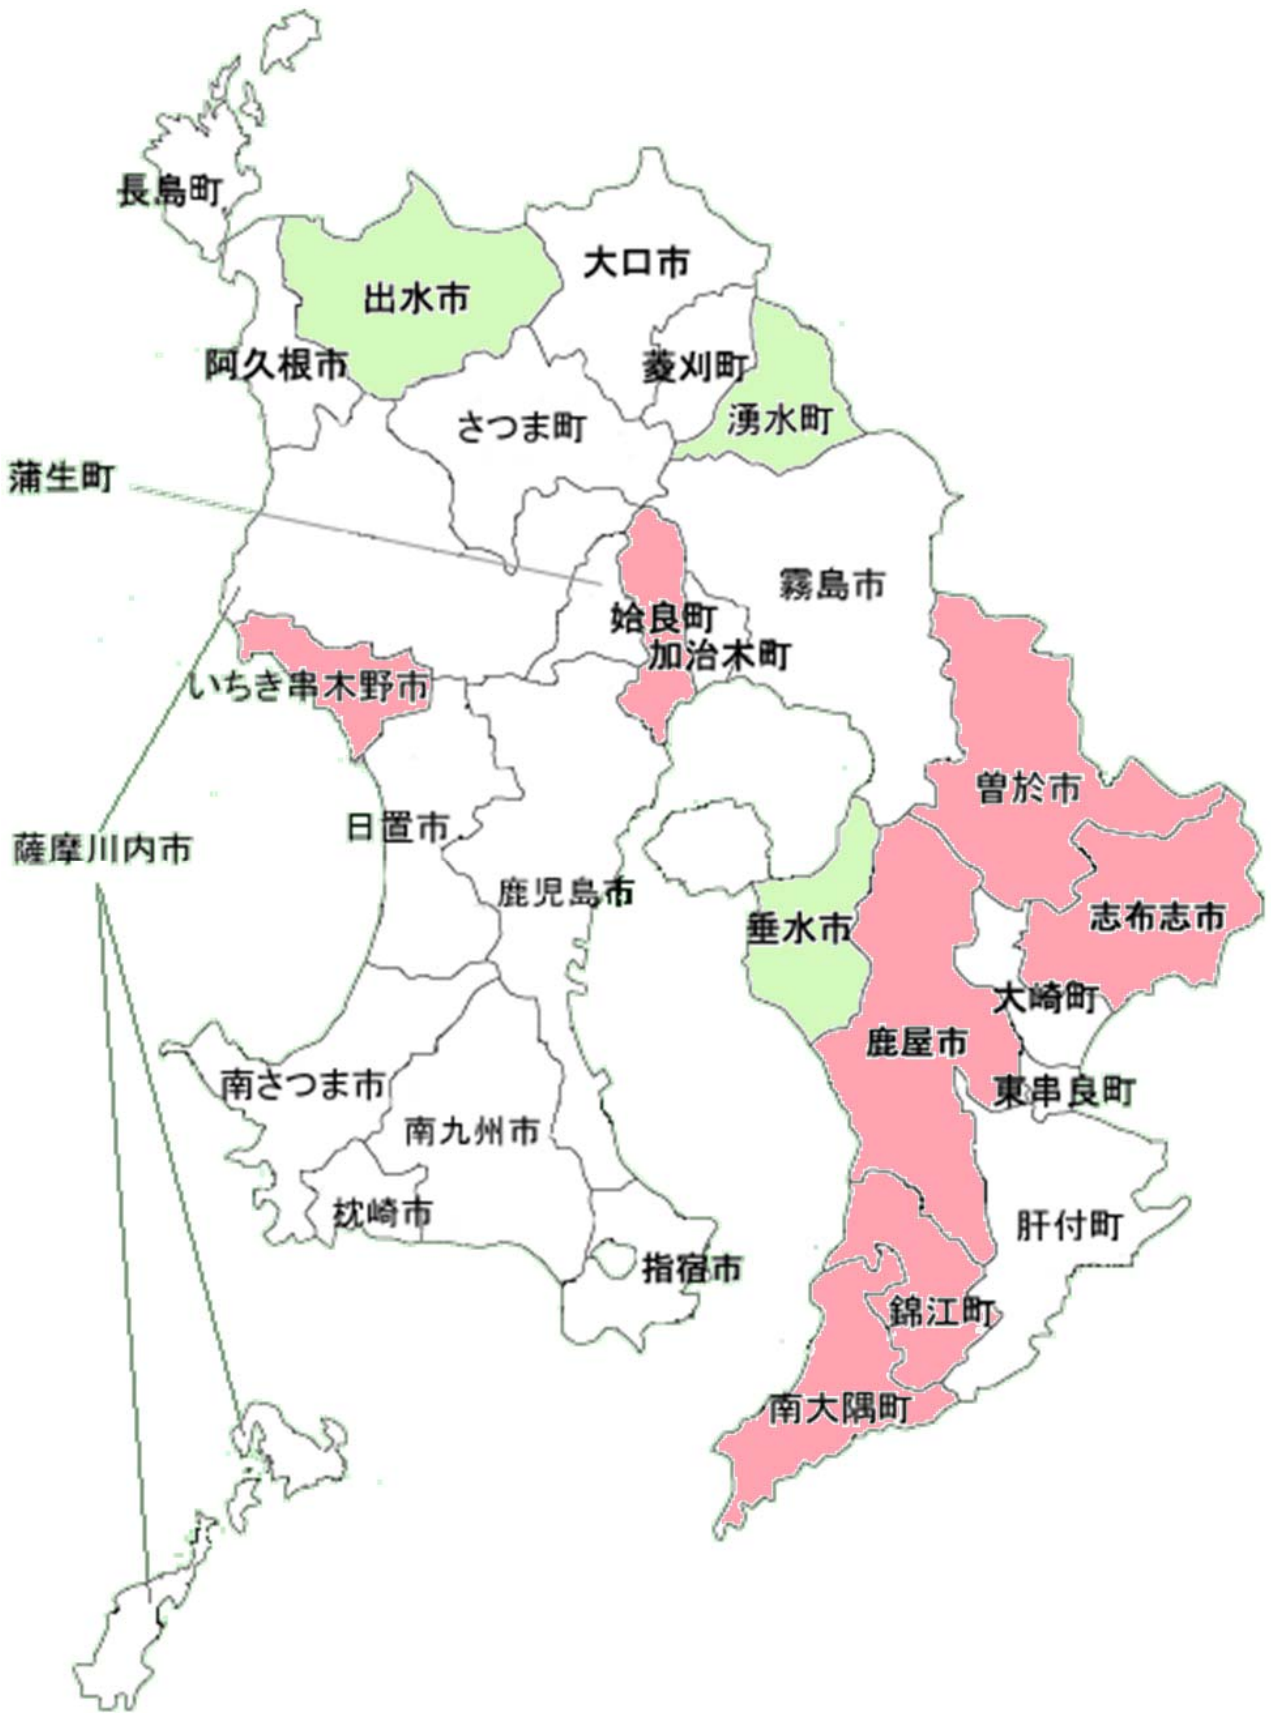 長島町
大口市
出水市
阿久根市
菱刈町
湧水町
さつま町
蒲生町
霧島市
姶良町
加治木町
いちき串木野市
曽於市
日置市
薩摩川内市
鹿児島市
志布志市
垂水市
大崎町
鹿屋市
南さつま市
東串良町
南九州市
枕崎市
肝付町
指宿市
錦江町
南大隅町